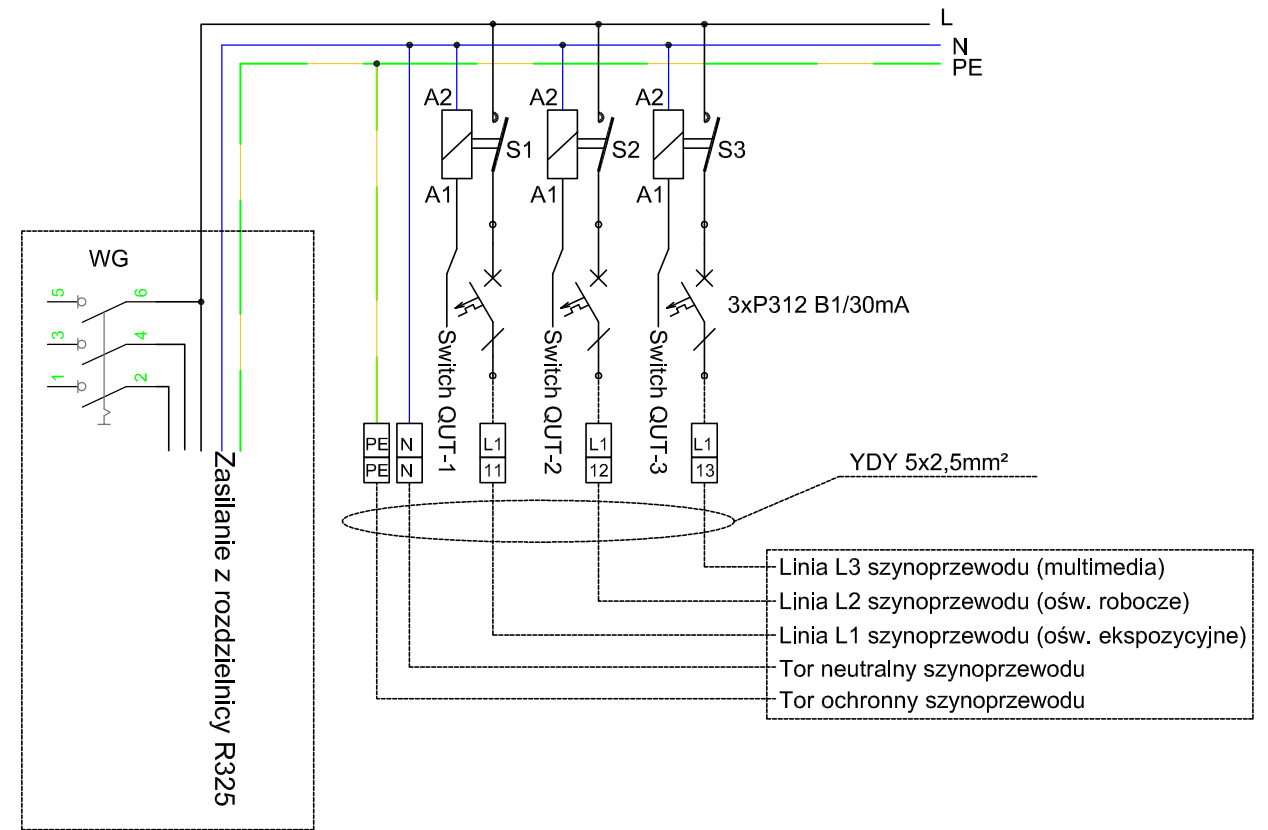 L
N
PE
A2
A2
A2
S1
S2
S3
A1
A1
A1
WG
5
6
3
4
1
2
3xP312 B1/30mA
Switch QUT-1
Switch QUT-2
Switch QUT-3
PE
N
L1
L1
L1
PE
N
11
12
13
YDY 5x2,5mm²
Zasilanie z rozdzielnicy R325
Linia L3 szynoprzewodu (multimedia)
Linia L2 szynoprzewodu (ośw. robocze)
Linia L1 szynoprzewodu (ośw. ekspozycyjne)
Tor neutralny szynoprzewodu
Tor ochronny szynoprzewodu